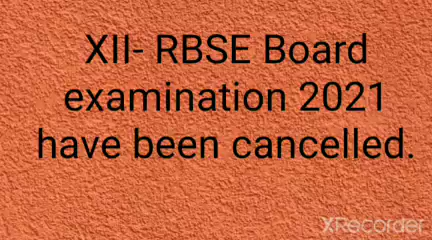 XII- RBSE Board
examination 2021
have been cancelled.
XRecorder